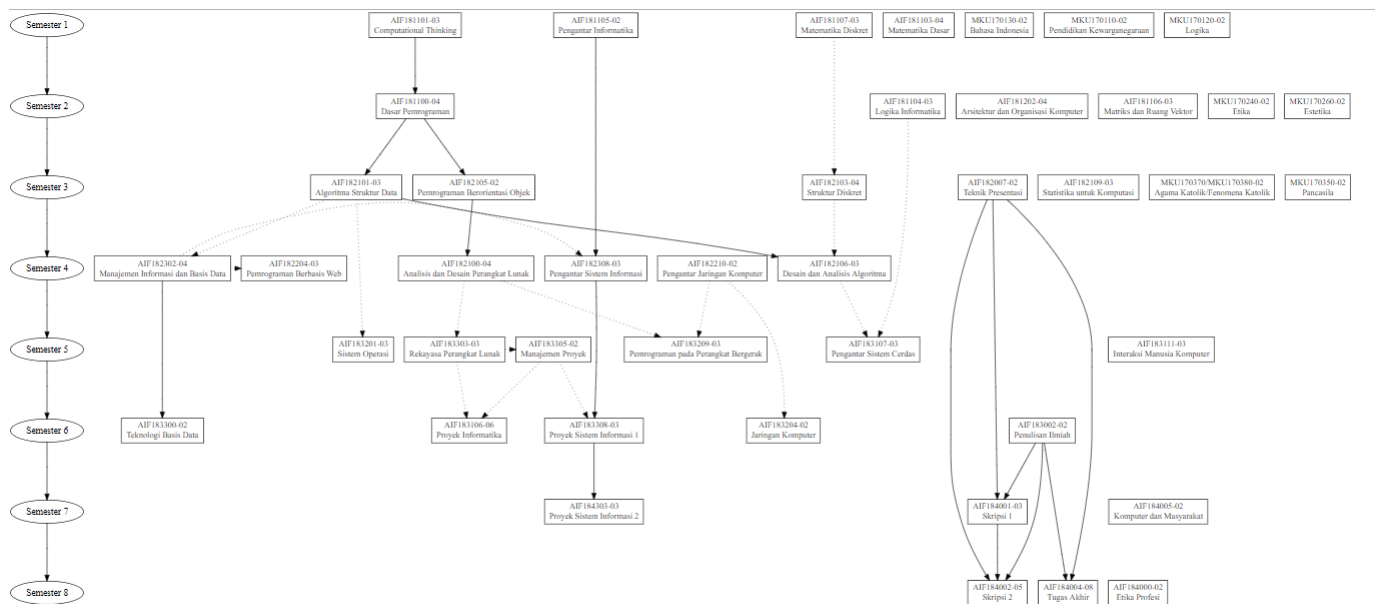 Semester 1
AIF181101-03
Computational Thinking
AIF181105-02
Pengantar Informatika
AIF181107-03
Matematika Diskret
AIF181103-04
Matematika Dasar
MKU170130-02
Bahasa Indonesia
MKU170110-02
Pendidikan Kewarganegaraan
MKU170120-02
Logika
Semester 2
AIF181100-04
Dasar Pemrograman
AIF181104-03
Logika Informatika
AIF181202-04
Arsitektur dan Organisasi Komputer
AIF181106-03
Matriks dan Ruang Vektor
MKU170240-02
Etika
MKU170260-02
Estetika
Semester 3
AIF182101-03
Algoritma Struktur Data
AIF182105-02
Pemrograman Berorientasi Objek
AIF182103-04
Struktur Diskret
AIF182007-02
Teknik Presentasi
AIF182109-03
Statistika untuk Komputasi
MKU170370/MKU170380-02
Agama Katolik/Fenomena Katolik
MKU170350-02
Pancasila
Semester 4
AIF182302-04
Manajemen Informasi dan Basis Data
AIF182204-03
Pemrograman Berbasis Web
AIF182100-04
Analisis dan Desain Perangkat Lunak
AIF182308-03
Pengantar Sistem Informasi
AIF182210-02
Pengantar Jaringan Komputer
AIF182106-03
Desain dan Analisis Algoritma
Semester 5
AIF183201-03
Sistem Operasi
AIF183303-03
Rekayasa Perangkat Lunak
AIF183305-02
Manajemen Proyek
AIF183209-03
Pemrograman pada Perangkat Bergerak
AIF183107-03
Pengantar Sistem Cerdas
AIF183111-03
Interaksi Manusia Komputer
Semester 6
AIF183300-02
Teknologi Basis Data
AIF183106-06
Proyek Informatika
AIF183308-03
Proyek Sistem Informasi 1
AIF183204-02
Jaringan Komputer
AIF183002-02
Penulisan Ilmiah
Semester 7
AIF184303-03
Proyek Sistem Informasi 2
AIF184001-03
Skripsi 1
AIF184005-02
Komputer dan Masyarakat
Semester 8
AIF184002-05
Skripsi 2
AIF184004-08
Tugas Akhir
AIF184000-02
Etika Profesi